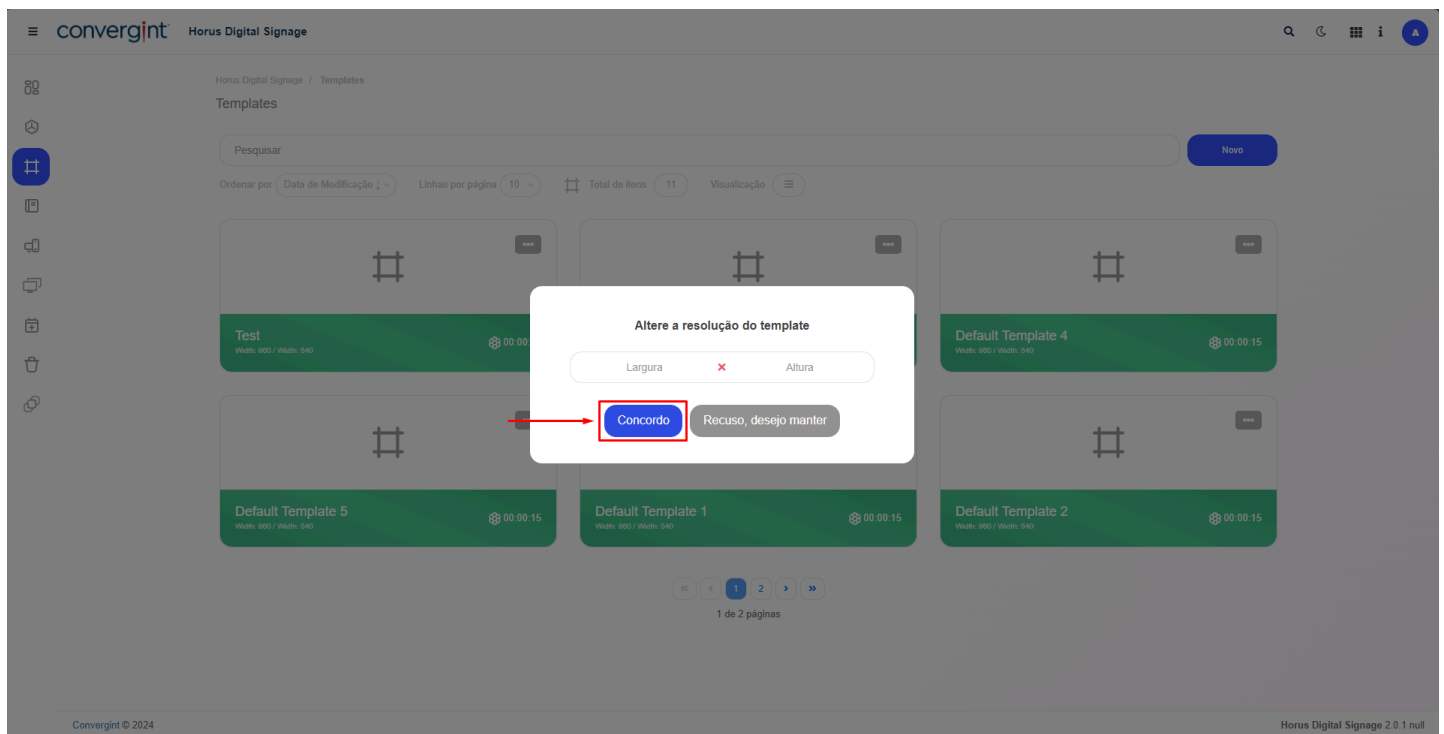 convergint Horus Digital Signage
A
Horus Digital Signage / Templates
Templates
Pesquisar
Novo
Ordenar por Data de Modificação ↓ Linhas por página 10 Total de itens 11 Visualização
Test
Width: 960 / Width: 540
00:00:
Default Template 4
Width: 960 / Width: 540
00:00:15
Altere a resolução do template
Largura × Altura
Concordo Recuso, desejo manter
Default Template 5
Width: 960 / Width: 540
00:00:15
Default Template 1
Width: 960 / Width: 540
00:00:15
Default Template 2
Width: 960 / Width: 540
00:00:15
« ‹ 1 2 › »
1 de 2 páginas
Convergint © 2024
Horus Digital Signage 2.0.1 null